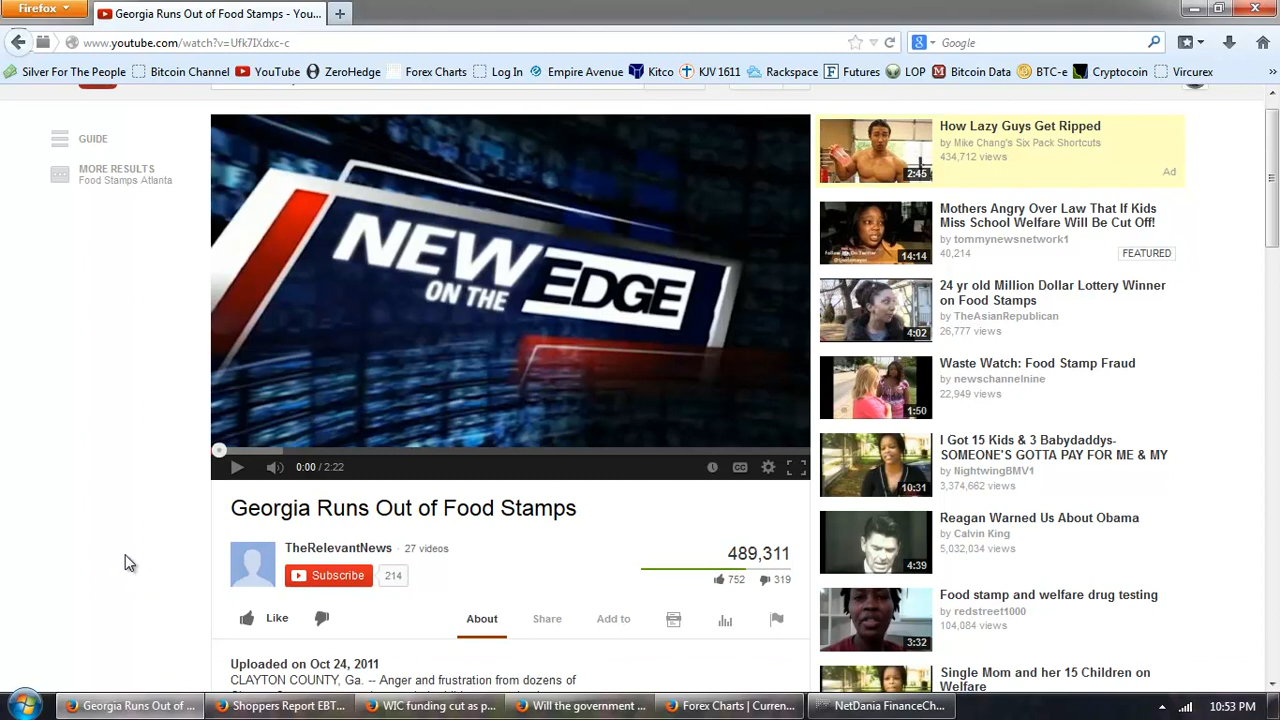 Firefox
Georgia Runs Out of Food Stamps - You...
www.youtube.com/watch?v=Ufk7IXdxc-c
Google
Silver For The People
Bitcoin Channel
YouTube
ZeroHedge
Forex Charts
Log In
Empire Avenue
Kitco
KJV 1611
Rackspace
Futures
LOP
Bitcoin Data
BTC-e
Cryptocoin
Vircurex
GUIDE
MORE RESULTS
Food Stamps Atlanta
NEW
ON THE EDGE
0:00 / 2:22
CC
Georgia Runs Out of Food Stamps
TheRelevantNews · 27 videos
Subscribe 214
489,311
752 319
Like
About
Share
Add to
Uploaded on Oct 24, 2011
CLAYTON COUNTY, Ga. -- Anger and frustration from dozens of
How Lazy Guys Get Ripped
by Mike Chang's Six Pack Shortcuts
434,712 views
2:45
Ad
Mothers Angry Over Law That If Kids
Miss School Welfare Will Be Cut Off!
by tommynewsnetwork1
40,214
FEATURED
14:14
24 yr old Million Dollar Lottery Winner
on Food Stamps
by TheAsianRepublican
26,777 views
4:02
Waste Watch: Food Stamp Fraud
by newschannelnine
22,949 views
1:50
I Got 15 Kids & 3 Babydaddys-
SOMEONE'S GOTTA PAY FOR ME & MY
by NightwingBMV1
3,374,662 views
10:31
Reagan Warned Us About Obama
by Calvin King
5,032,034 views
4:39
Food stamp and welfare drug testing
by redstreet1000
104,084 views
3:32
Single Mom and her 15 Children on
Welfare
Georgia Runs Out of ...
Shoppers Report EBT...
WIC funding cut as p...
Will the government ...
Forex Charts | Curren...
NetDania FinanceCh...
10:53 PM